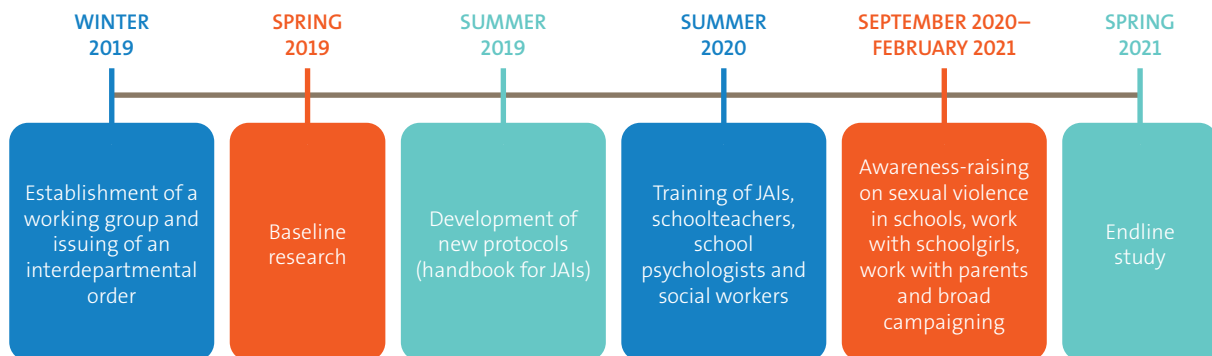 WINTER
2019
SPRING
2019
SUMMER
2019
SUMMER
2020
SEPTEMBER 2020–
FEBRUARY 2021
SPRING
2021
Establishment of a
working group and
issuing of an
interdepartmental
order
Baseline
research
Development of
new protocols
(handbook for JAIs)
Training of JAIs,
schoolteachers,
school
psychologists and
social workers
Awareness-raising
on sexual violence
in schools, work
with schoolgirls,
work with parents
and broad
campaigning
Endline
study